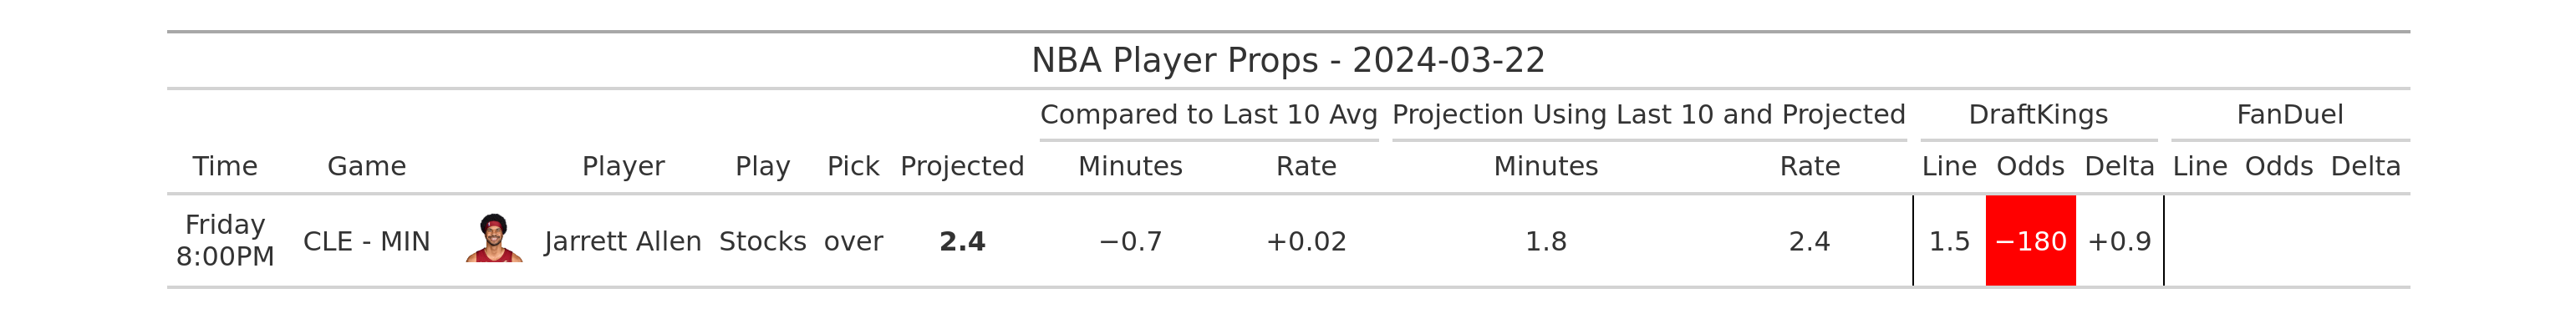 NBA Player Props - 2024-03-22
Compared to Last 10 Avg Projection Using Last 10 and Projected DraftKings FanDuel
Time Game Player Play Pick Projected Minutes Rate Minutes Rate Line Odds Delta Line Odds Delta
Friday
8:00PM CLE - MIN Jarrett Allen Stocks over 2.4 −0.7 +0.02 1.8 2.4 1.5 −180 +0.9